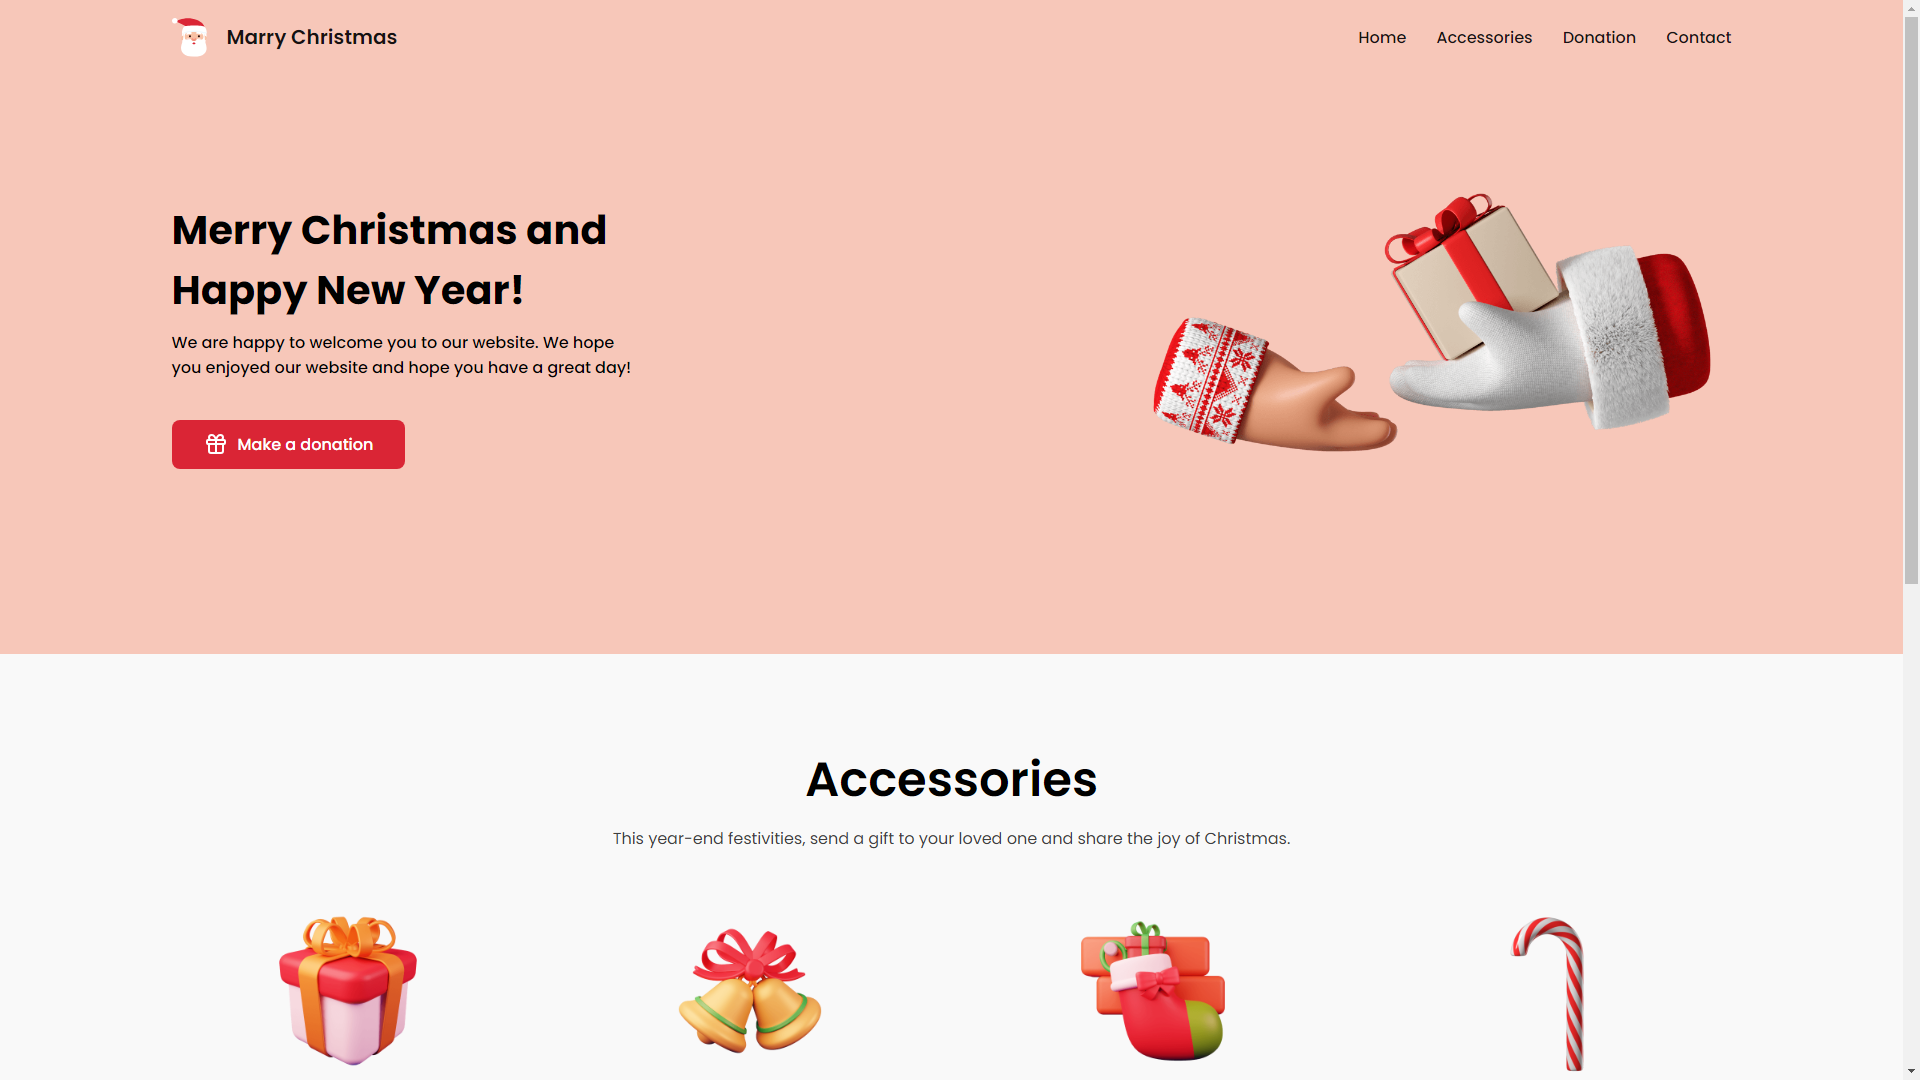 Marry Christmas
Home
Accessories
Donation
Contact
Merry Christmas and
Happy New Year!
We are happy to welcome you to our website. We hope
you enjoyed our website and hope you have a great day!
Make a donation
Accessories
This year-end festivities, send a gift to your loved one and share the joy of Christmas.